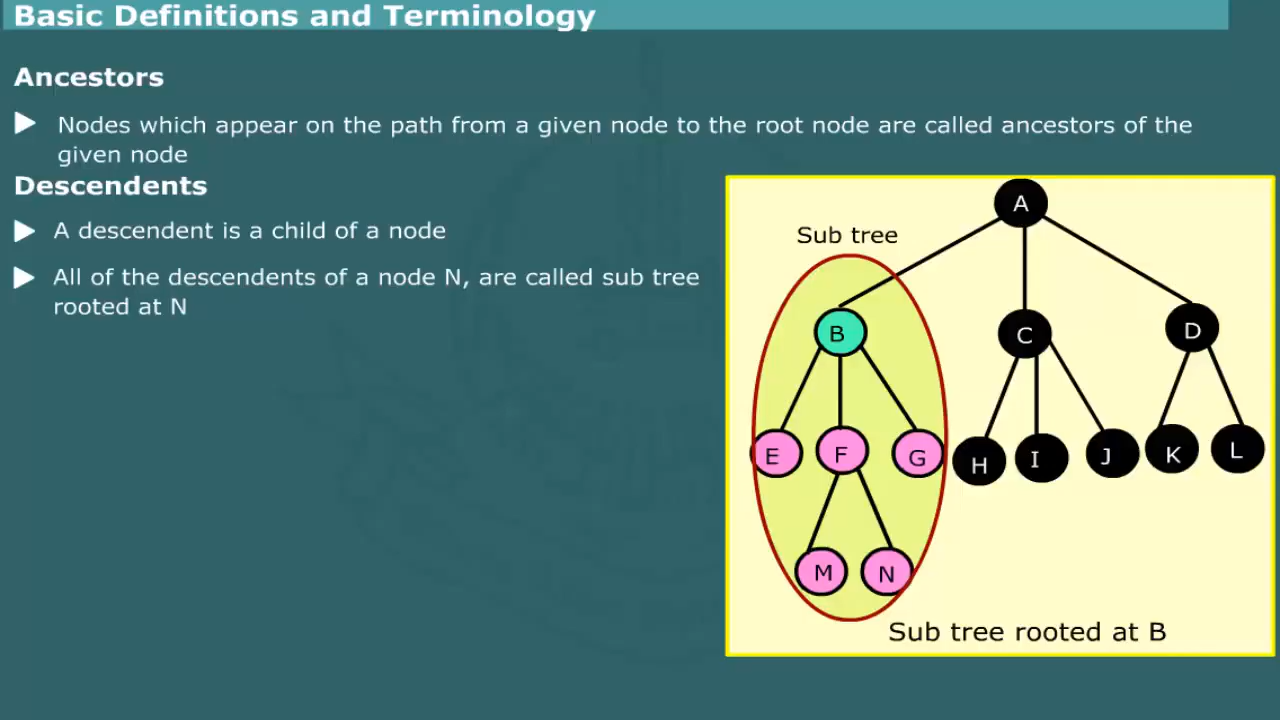 Basic Definitions and Terminology
Ancestors
Nodes which appear on the path from a given node to the root node are called ancestors of the
given node
Descendents
A descendent is a child of a node
All of the descendents of a node N, are called sub tree
rooted at N
A
Sub tree
B
C
D
E
F
G
H
I
J
K
L
M
N
Sub tree rooted at B